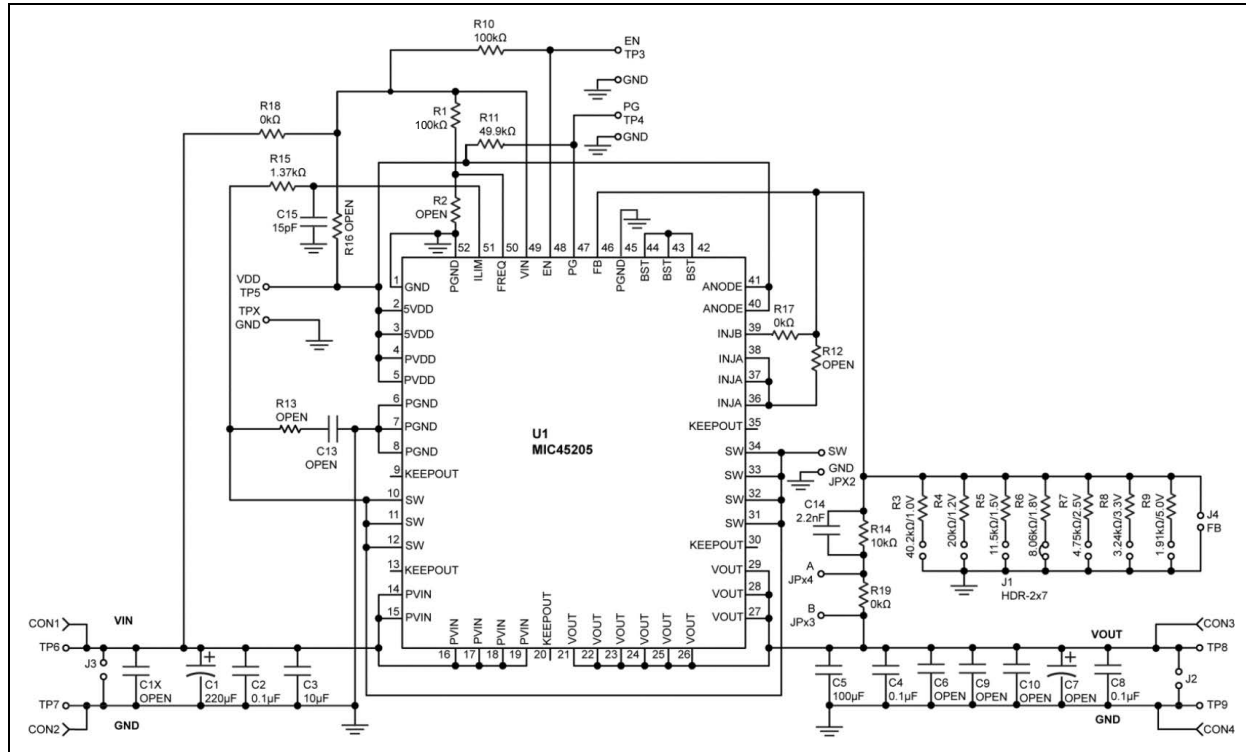 R10
100kΩ
EN
TP3
GND
PG
TP4
GND
R18
0kΩ
R1
100kΩ
R11
49.9kΩ
R15
1.37kΩ
C15
15pF
R16 OPEN
R2
OPEN
VDD
TP5
TPX
GND
52
51
50
49
48
47
46
45
44
43
42
PGND
ILIM
FREQ
VIN
EN
PG
FB
PGND
BST
BST
BST
1
GND
2
5VDD
3
5VDD
4
PVDD
5
PVDD
6
PGND
7
PGND
8
PGND
9
KEEPOUT
10
SW
11
SW
12
SW
13
KEEPOUT
14
PVIN
15
PVIN
U1
MIC45205
ANODE
41
ANODE
40
INJB
39
INJA
38
INJA
37
INJA
36
KEEPOUT
35
SW
34
SW
33
SW
32
SW
31
KEEPOUT
30
VOUT
29
VOUT
28
VOUT
27
PVIN
PVIN
PVIN
PVIN
KEEPOUT
VOUT
VOUT
VOUT
VOUT
VOUT
VOUT
16
17
18
19
20
21
22
23
24
25
26
R17
0kΩ
R12
OPEN
R13
OPEN
C13
OPEN
SW
GND
JPX2
C14
2.2nF
R14
10kΩ
A
JPx4
R19
0kΩ
B
JPx3
R3
40.2kΩ/1.0V
R4
20kΩ/1.2V
R5
11.5kΩ/1.5V
R6
8.06kΩ/1.8V
R7
4.75kΩ/2.5V
R8
3.24kΩ/3.3V
R9
1.91kΩ/5.0V
J4
FB
J1
HDR-2x7
CON1
VIN
TP6
J3
C1X
OPEN
C1
220µF
C2
0.1µF
C3
10µF
TP7
GND
CON2
C5
100µF
C4
0.1µF
C6
OPEN
C9
OPEN
C10
OPEN
C7
OPEN
C8
0.1µF
VOUT
CON3
TP8
J2
TP9
GND
CON4